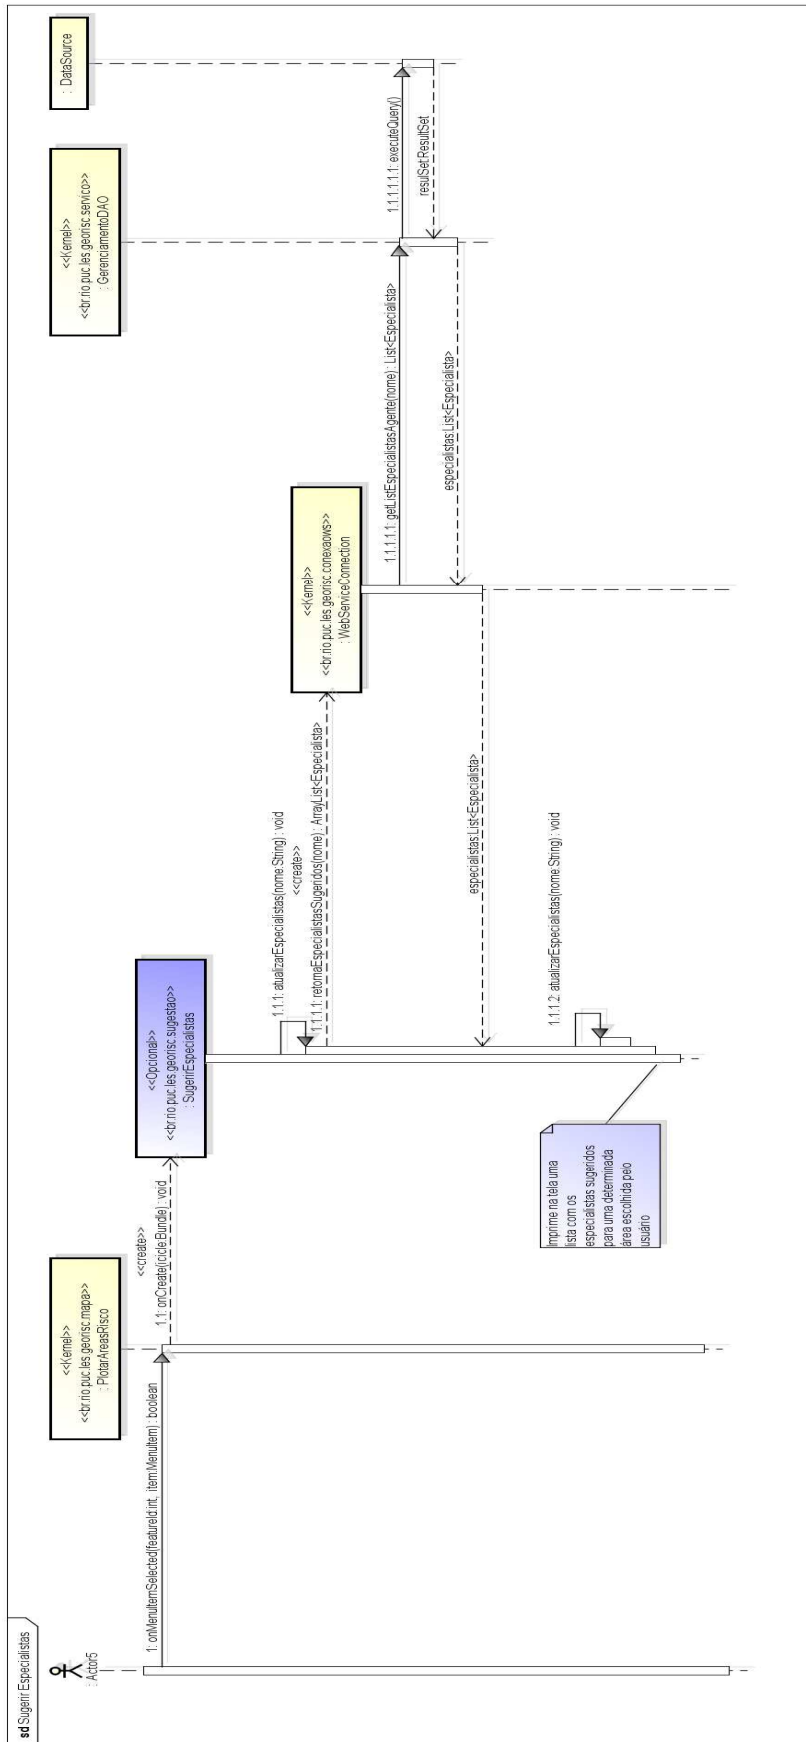 sd Sugerir Especialistas
: Actor5
<<Kernel>>
<<br.rio.puc.les.georisc.mapa>>
: PlotarAreasRisco
<<Opcional>>
<<br.rio.puc.les.georisc.sugestao>>
: SugerirEspecialistas
<<Kernel>>
<<br.rio.puc.les.georisc.conexaows>>
: WebServiceConnection
<<Kernel>>
<<br.rio.puc.les.georisc.servico>>
: GerenciamentoDAO
: DataSource
1: onMenuItemSelected(featureId:int, item:MenuItem) : boolean
<<create>>
1.1: onCreate(icicle:Bundle) : void
1.1.1: atualizarEspecialistas(nome:String) : void
<<create>>
1.1.1.1: retornaEspecialistasSugeridos(nome) : ArrayList<Especialista>
1.1.1.1.1: getListEspecialistasAgente(nome) : List<Especialista>
1.1.1.1.1.1: executeQuery()
resulSet:ResultSet
especialistas:List<Especialista>
especialistas:List<Especialista>
1.1.1.2: atualizarEspecialistas(nome:String) : void
Imprime na tela uma
lista com os
especialistas sugeridos
para uma determinada
área escolhida pelo
usuário